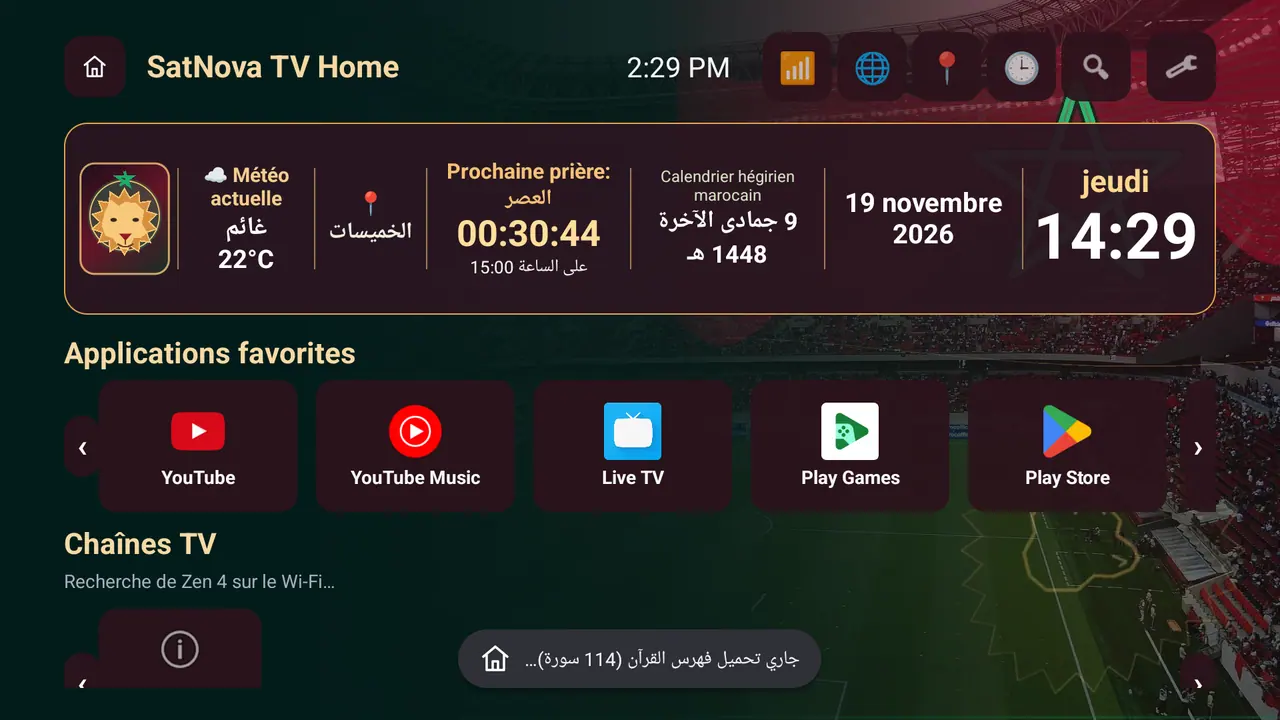 SatNova TV Home
2:29 PM
☁️ Météo
actuelle
غائم
22°C
الخميسات
Prochaine prière:
العصر
00:30:44
على الساعة 15:00
Calendrier hégirien
marocain
9 جمادى الآخرة
1448 هـ
19 novembre
2026
jeudi
14:29
Applications favorites
YouTube
YouTube Music
Live TV
Play Games
Play Store
Chaînes TV
Recherche de Zen 4 sur le Wi-Fi…
جاري تحميل فهرس القرآن (114 سورة)…